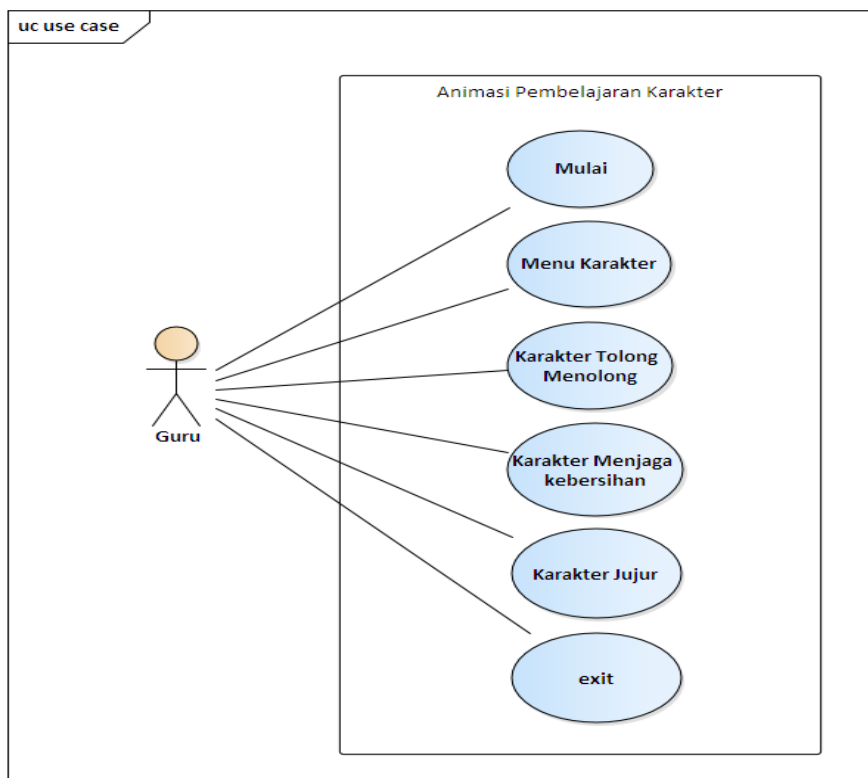 uc use case
Animasi Pembelajaran Karakter
Mulai
Menu Karakter
Karakter Tolong
Menolong
Guru
Karakter Menjaga
kebersihan
Karakter Jujur
exit